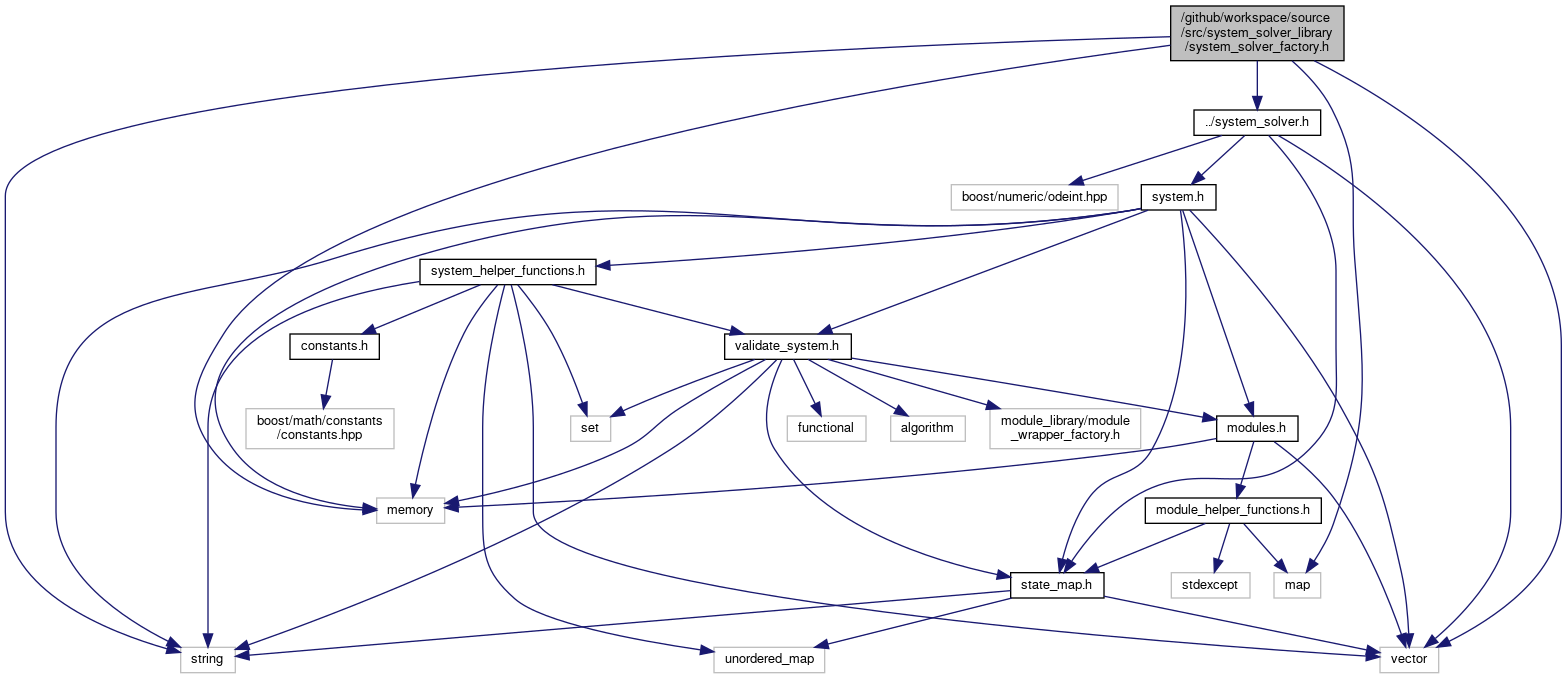 /github/workspace/source
/src/system_solver_library
/system_solver_factory.h
../system_solver.h
boost/numeric/odeint.hpp
system.h
system_helper_functions.h
constants.h
validate_system.h
boost/math/constants
/constants.hpp
set
functional
algorithm
module_library/module
_wrapper_factory.h
modules.h
memory
module_helper_functions.h
state_map.h
stdexcept
map
string
unordered_map
vector